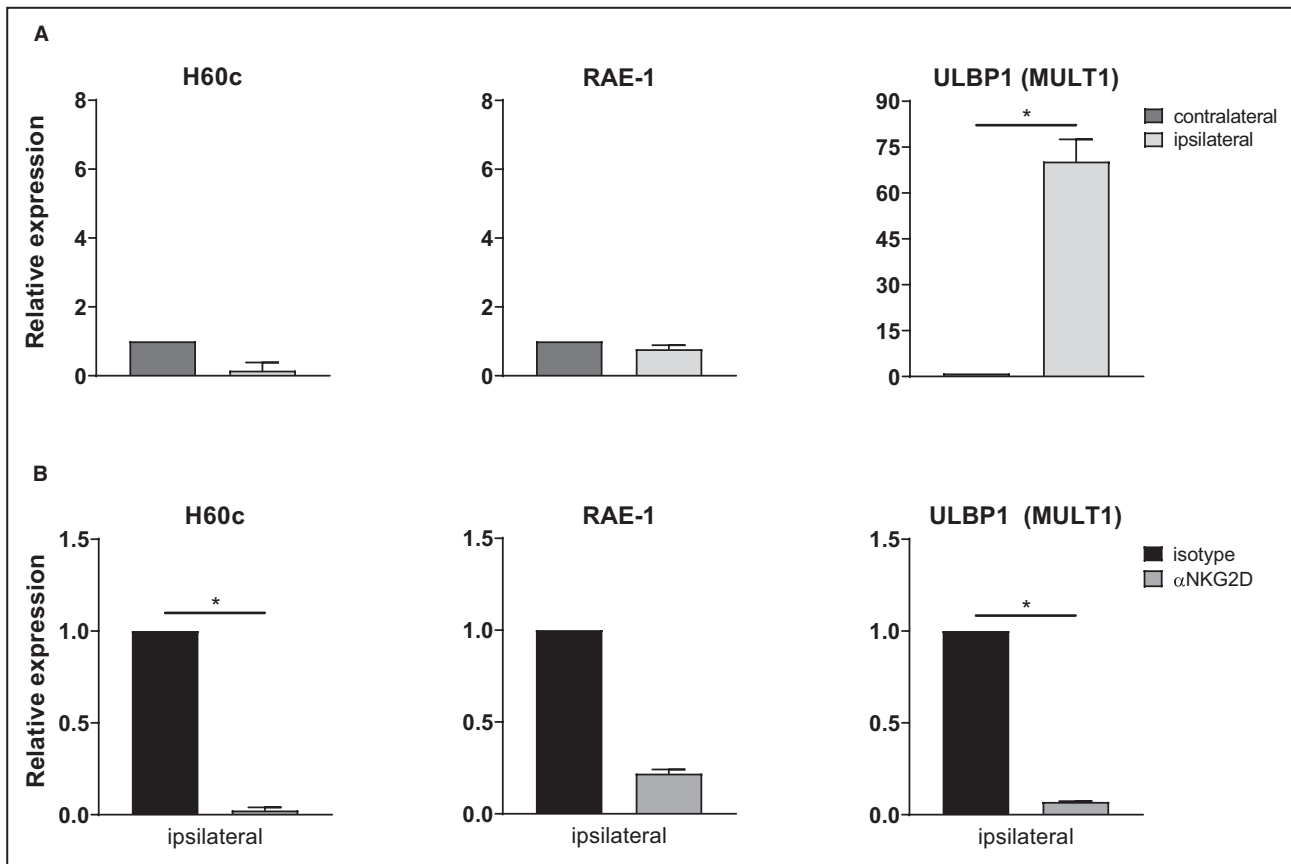 A
H60c
RAE-1
ULBP1 (MULT1)
Relative expression
8
6
4
2
0
8
6
4
2
0
90
75
60
45
30
15
0
*
contralateral
ipsilateral
B
H60c
RAE-1
ULBP1 (MULT1)
Relative expression
1.5
1.0
0.5
0.0
*
ipsilateral
1.5
1.0
0.5
0.0
ipsilateral
1.5
1.0
0.5
0.0
*
ipsilateral
isotype
αNKG2D